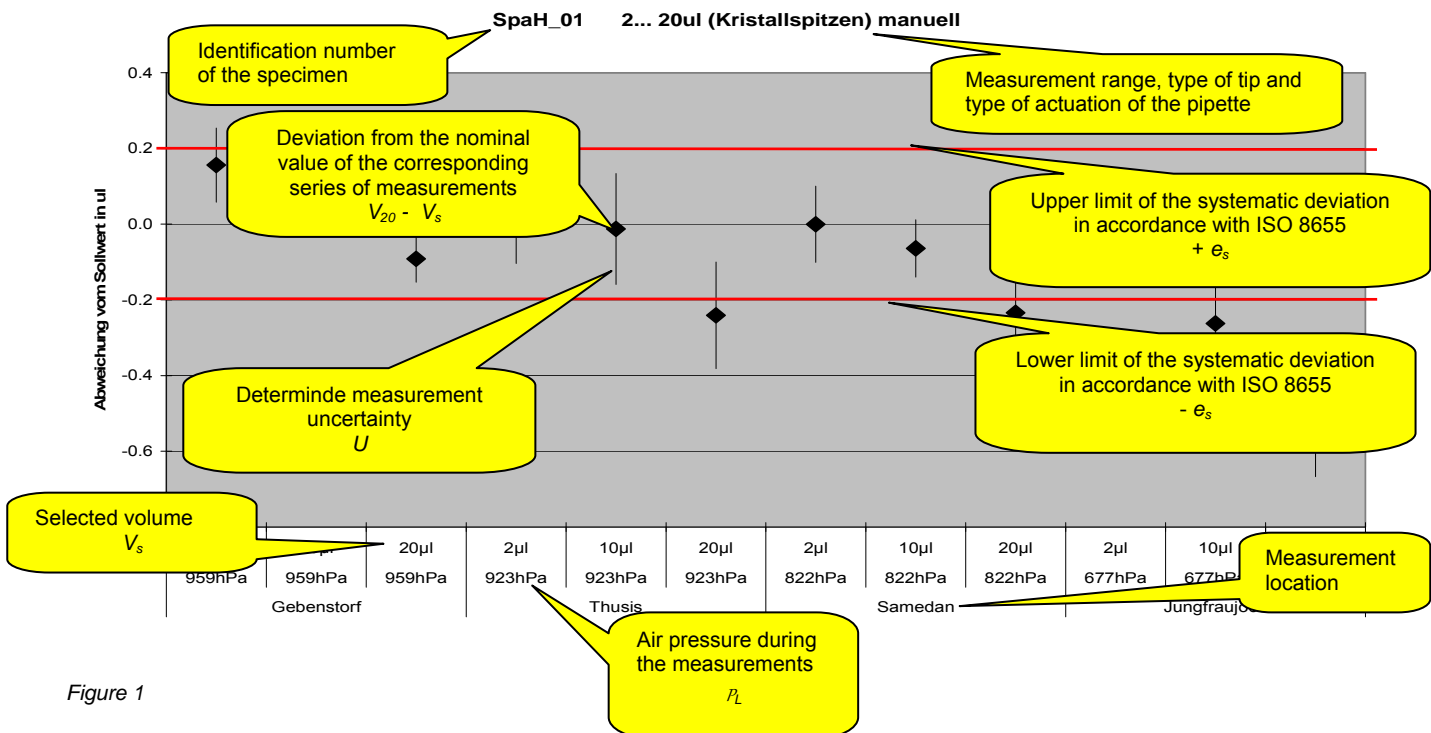 SpaH_01 2... 20ul (Kristallspitzen) manuell
Identification number
of the specimen
Measurement range, type of tip and
type of actuation of the pipette
Deviation from the nominal
value of the corresponding
series of measurements
V20 - Vs
Upper limit of the systematic deviation
in accordance with ISO 8655
+ es
Lower limit of the systematic deviation
in accordance with ISO 8655
- es
Determinde measurement
uncertainty
U
Abweichung vom Sollwert in ul
0.4
0.2
0.0
-0.2
-0.4
-0.6
Selected volume
Vs
20µl 2µl 10µl 20µl 2µl 10µl 20µl 2µl 10µl
959hPa 959hPa 959hPa 923hPa 923hPa 923hPa 822hPa 822hPa 822hPa 677hPa 677hPa
Gebenstorf Thusis Samedan
Measurement
location
Air pressure during
the measurements
PL
Figure 1